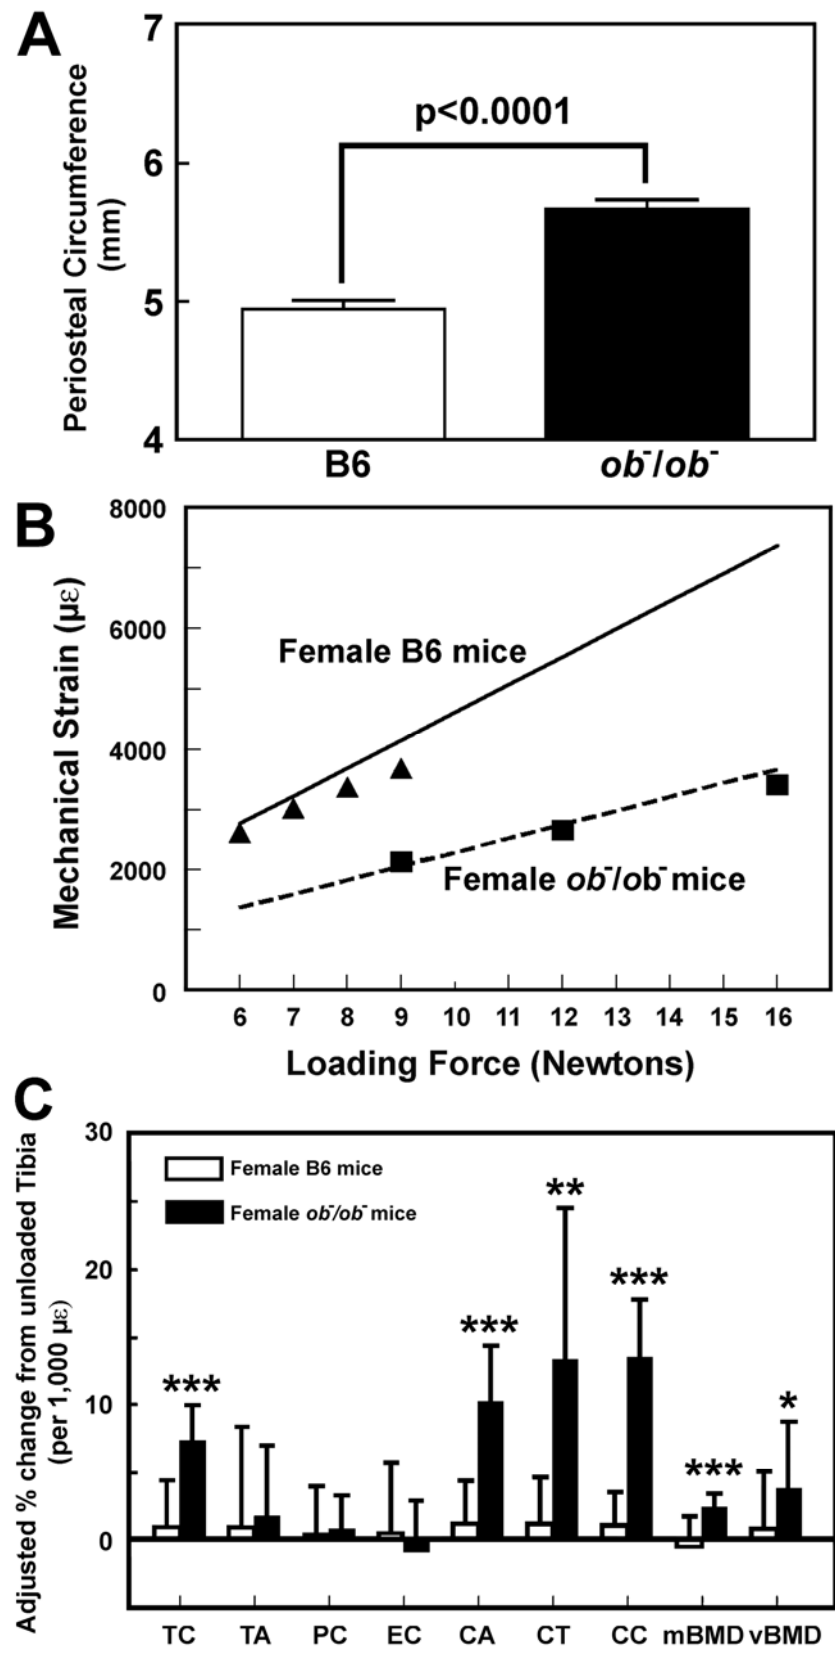 A
7
6
5
4
Periosteal Circumference
(mm)
p<0.0001
B6
ob⁻/ob⁻
B
8000
6000
4000
2000
0
Mechanical Strain (με)
Female B6 mice
Female ob⁻/ob⁻ mice
6 7 8 9 10 11 12 13 14 15 16
Loading Force (Newtons)
C
30
20
10
0
Adjusted % change from unloaded Tibia
(per 1,000 με)
Female B6 mice
Female ob⁻/ob⁻ mice
***
***
**
***
***
*
TC TA PC EC CA CT CC mBMD vBMD